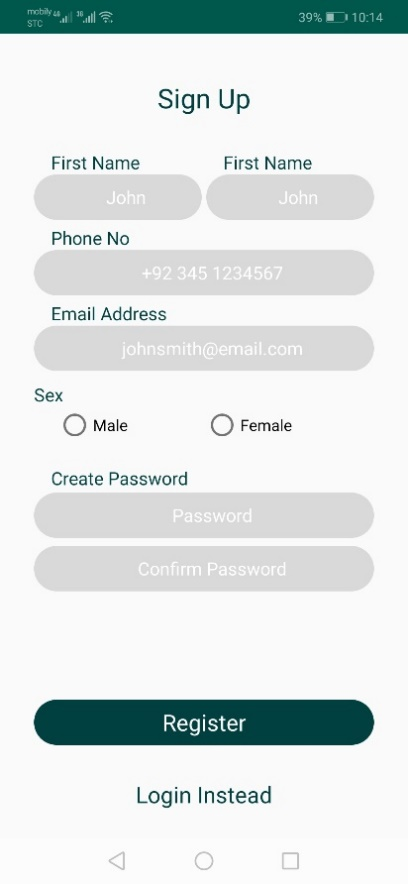 mobily 4G 3G 39% 10:14
STC
Sign Up
First Name First Name
John John
Phone No
+92 345 1234567
Email Address
johnsmith@email.com
Sex
Male Female
Create Password
Password
Confirm Password
Register
Login Instead